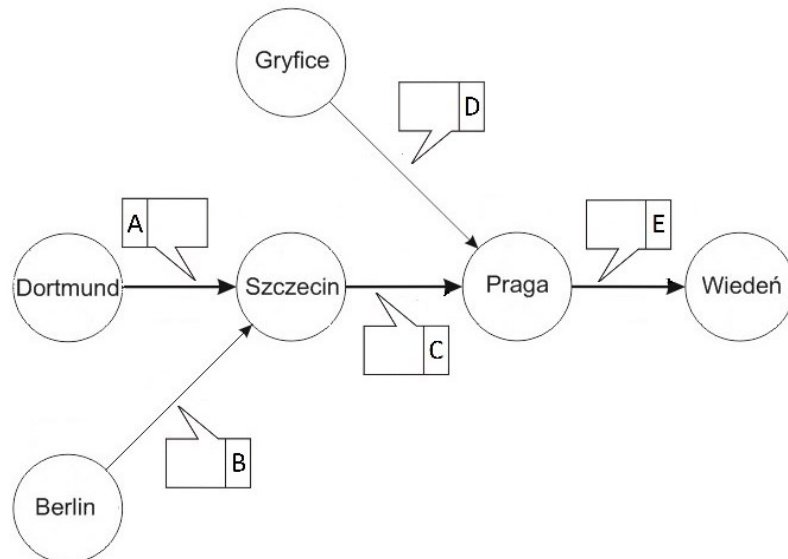 Gryfice
D
A
E
Dortmund
Szczecin
Praga
Wiedeń
C
B
Berlin